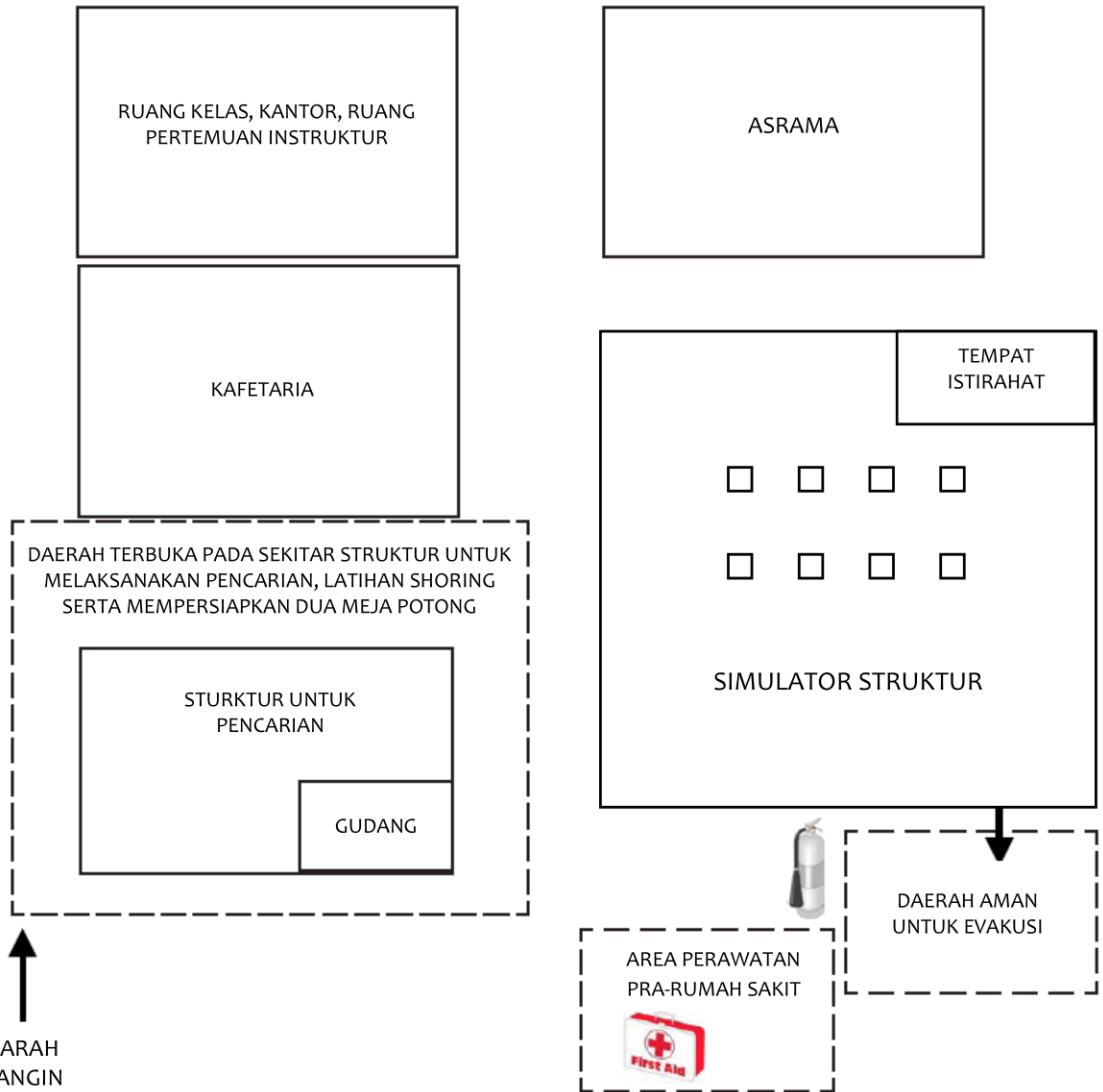 RUANG KELAS, KANTOR, RUANG
PERTEMUAN INSTRUKTUR
ASRAMA
KAFETARIA
TEMPAT
ISTIRAHAT
DAERAH TERBUKA PADA SEKITAR STRUKTUR UNTUK
MELAKSANAKAN PENCARIAN, LATIHAN SHORING
SERTA MEMPERSIAPKAN DUA MEJA POTONG
STURKTUR UNTUK
PENCARIAN
GUDANG
SIMULATOR STRUKTUR
DAERAH AMAN
UNTUK EVAKUSI
AREA PERAWATAN
PRA-RUMAH SAKIT
First Aid
ARAH
ANGIN